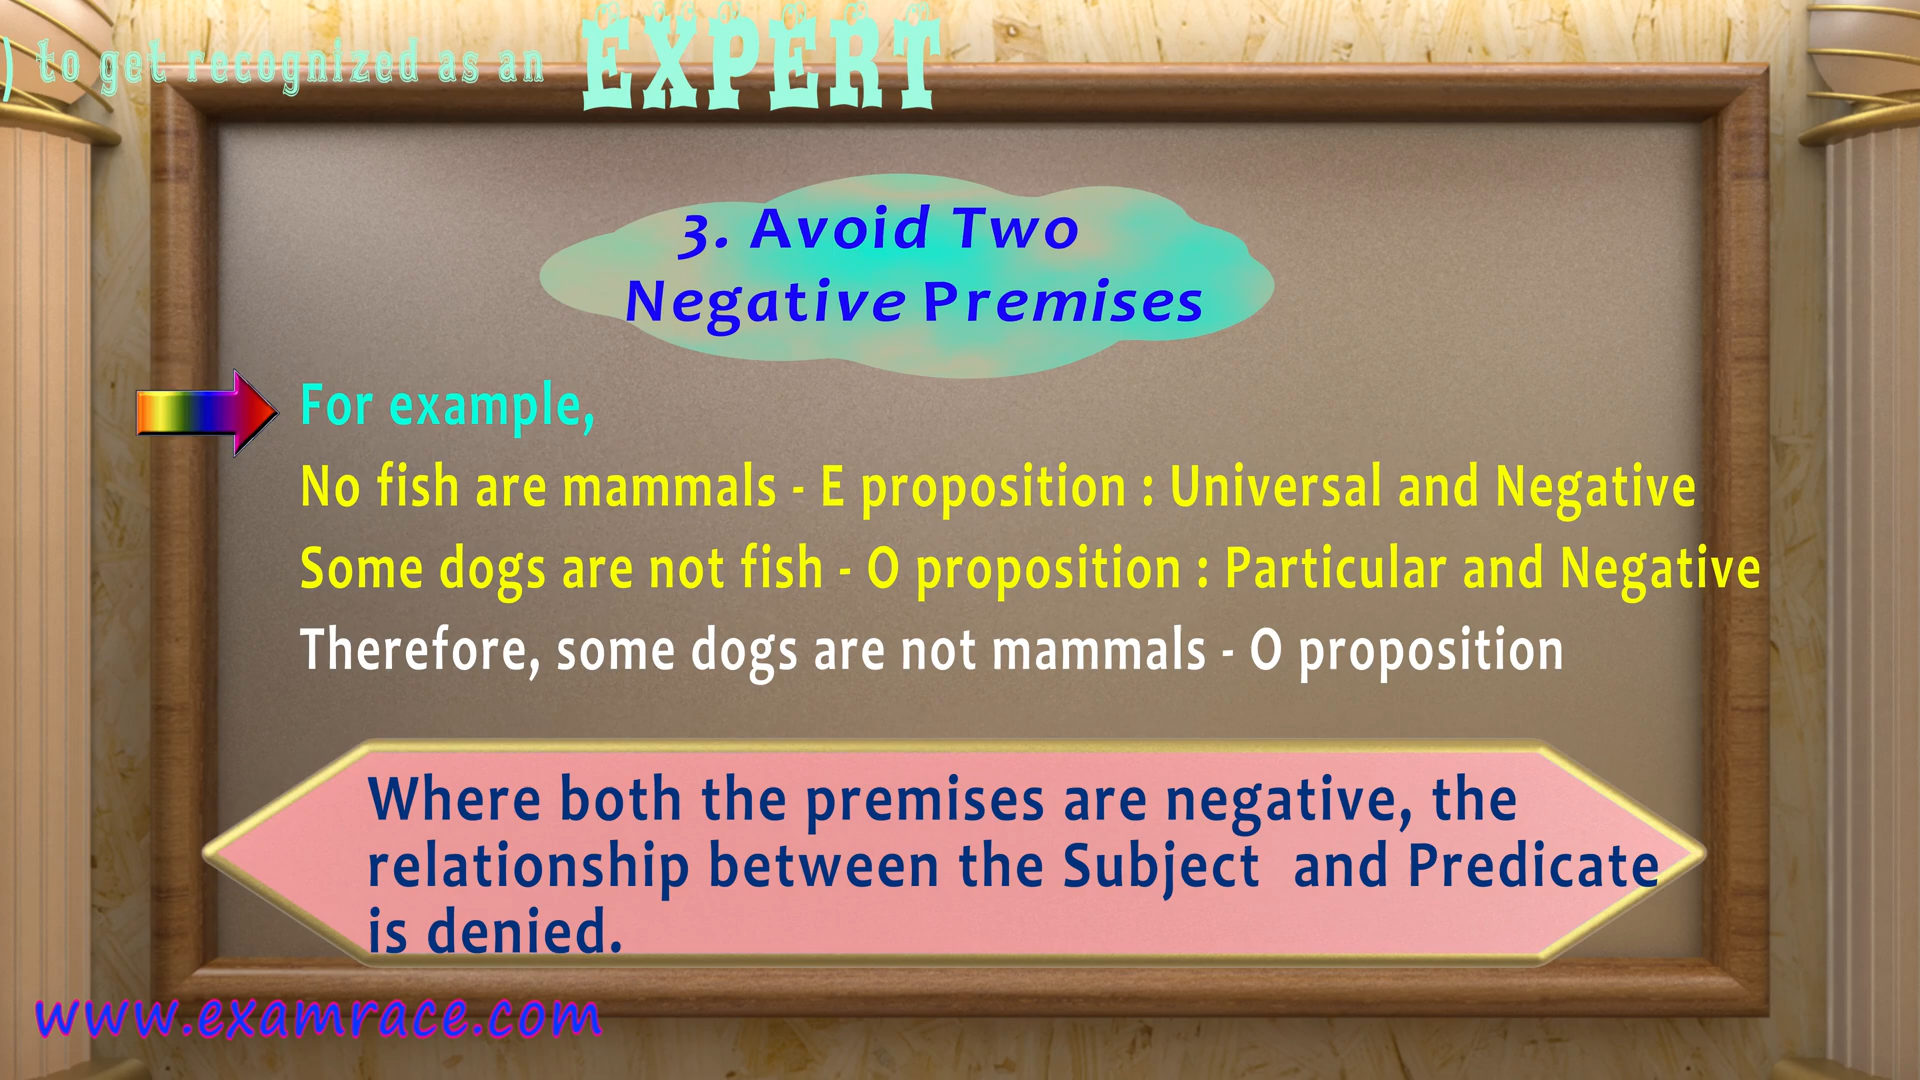 ) to get recognized as an EXPERT
3. Avoid Two
Negative Premises
For example,
No fish are mammals - E proposition : Universal and Negative
Some dogs are not fish - O proposition : Particular and Negative
Therefore, some dogs are not mammals - O proposition
Where both the premises are negative, the
relationship between the Subject and Predicate
is denied.
www.examrace.com